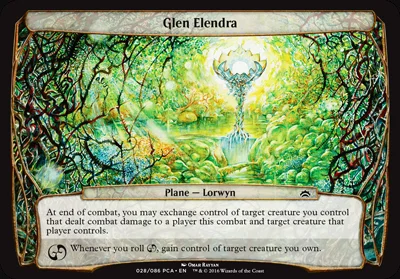 Glen Elendra
Plane — Lorwyn
At end of combat, you may exchange control of target creature you control
that dealt combat damage to a player this combat and target creature that
player controls.
Whenever you roll , gain control of target creature you own.
Omar Rayyan
028/086 PCA • EN ™ & © 2016 Wizards of the Coast